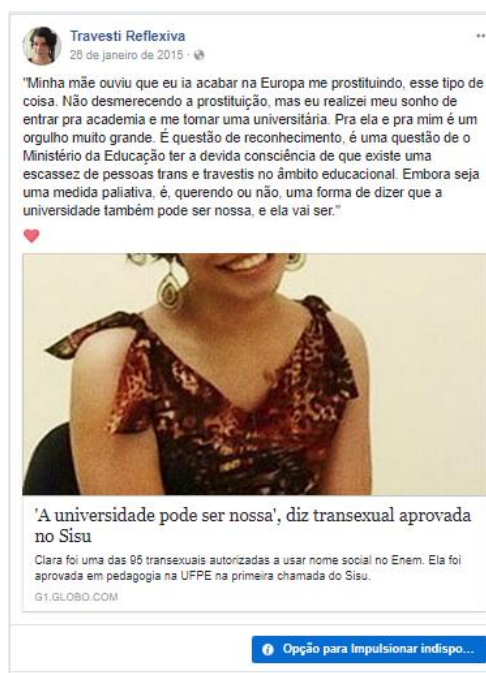 Travesti Reflexiva
26 de janeiro de 2015 ·
"Minha mãe ouviu que eu ia acabar na Europa me prostituindo, esse tipo de
coisa. Não desmerecendo a prostituição, mas eu realizei meu sonho de
entrar pra academia e me tornar uma universitária. Pra ela e pra mim é um
orgulho muito grande. É questão de reconhecimento, é uma questão de o
Ministério da Educação ter a devida consciência de que existe uma
escassez de pessoas trans e travestis no âmbito educacional. Embora seja
uma medida paliativa, é, querendo ou não, uma forma de dizer que a
universidade também pode ser nossa, e ela vai ser."
'A universidade pode ser nossa', diz transexual aprovada
no Sisu
Clara foi uma das 95 transexuais autorizadas a usar nome social no Enem. Ela foi
aprovada em pedagogia na UFPE na primeira chamada do Sisu.
G1.GLOBO.COM
Opção para Impulsionar indispo...